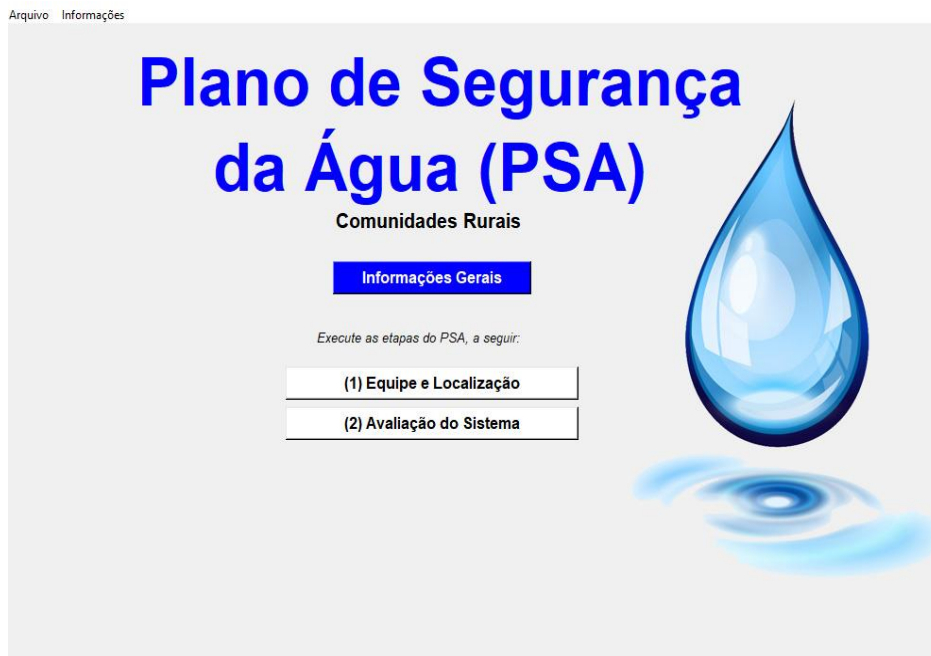 Arquivo Informações
Plano de Segurança
da Água (PSA)
Comunidades Rurais
Informações Gerais
Execute as etapas do PSA, a seguir:
(1) Equipe e Localização
(2) Avaliação do Sistema